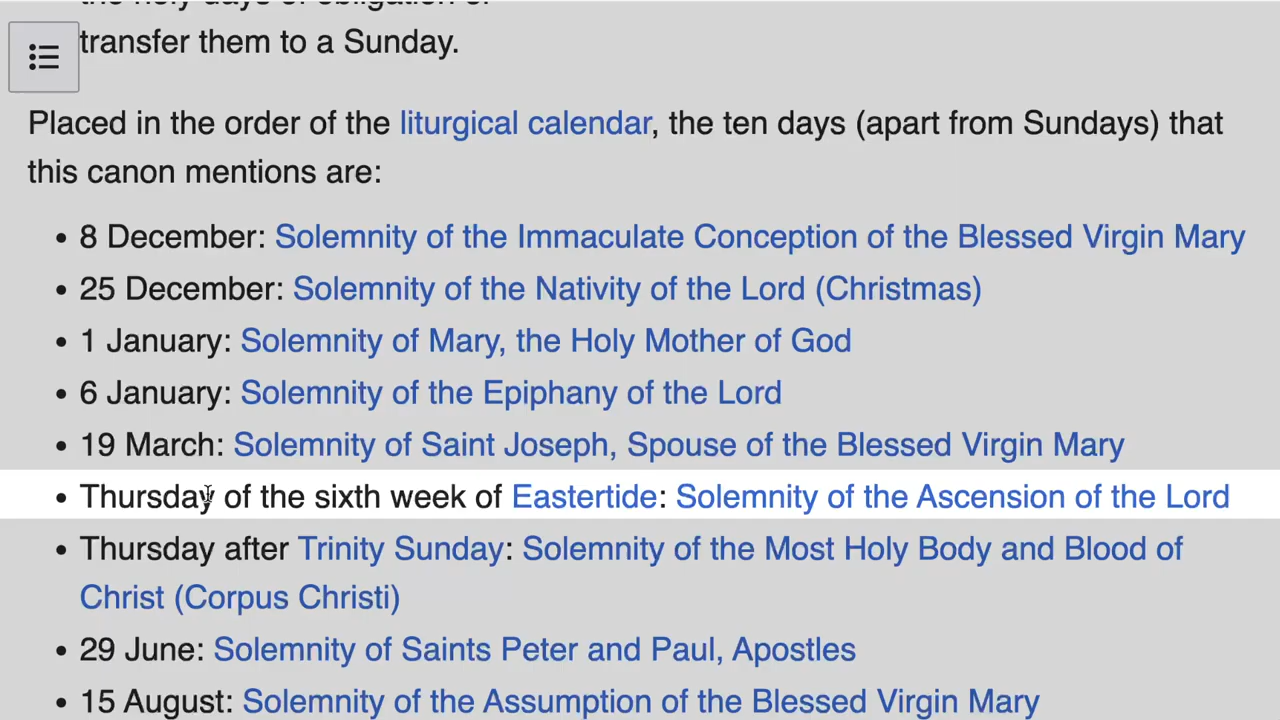 the holy days of obligation or
transfer them to a Sunday.
Placed in the order of the liturgical calendar, the ten days (apart from Sundays) that
this canon mentions are:
• 8 December: Solemnity of the Immaculate Conception of the Blessed Virgin Mary
• 25 December: Solemnity of the Nativity of the Lord (Christmas)
• 1 January: Solemnity of Mary, the Holy Mother of God
• 6 January: Solemnity of the Epiphany of the Lord
• 19 March: Solemnity of Saint Joseph, Spouse of the Blessed Virgin Mary
• Thursday of the sixth week of Eastertide: Solemnity of the Ascension of the Lord
• Thursday after Trinity Sunday: Solemnity of the Most Holy Body and Blood of
Christ (Corpus Christi)
• 29 June: Solemnity of Saints Peter and Paul, Apostles
• 15 August: Solemnity of the Assumption of the Blessed Virgin Mary